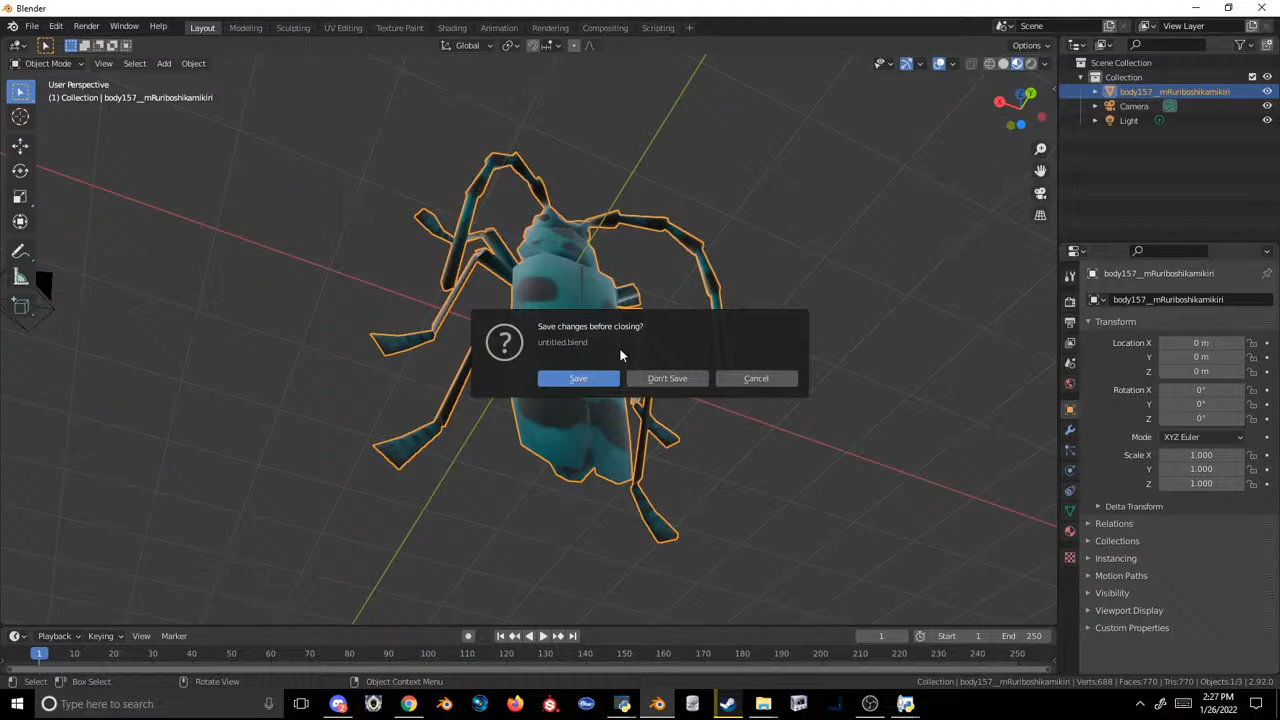 Blender
File Edit Render Window Help
Layout Modeling Sculpting UV Editing Texture Paint Shading Animation Rendering Compositing Scripting +
Scene
View Layer
Global
Options
Object Mode View Select Add Object
User Perspective
(1) Collection | body157__mRuriboshikamikiri
Y
X
Z
Scene Collection
Collection
body157__mRuriboshikamikiri
Camera
Light
Save changes before closing?
untitled.blend
Save Don't Save Cancel
body157__mRuriboshikamikiri
body157__mRuriboshikamikiri
Transform
Location X 0 m
Y 0 m
Z 0 m
Rotation X 0°
Y 0°
Z 0°
Mode XYZ Euler
Scale X 1.000
Y 1.000
Z 1.000
Delta Transform
Relations
Collections
Instancing
Motion Paths
Visibility
Viewport Display
Custom Properties
Playback Keying View Marker
1 Start 1 End 250
1 10 20 30 40 50 60 70 80 90 100 110 120 130 140 150 160 170 180 190 200 210 220 230 240 250
Select Box Select Rotate View Object Context Menu
Collection | body157__mRuriboshikamikiri | Verts:688 | Faces:770 | Tris:770 | Objects:1/3 | 2.92.0
Type here to search
2:27 PM
1/26/2022